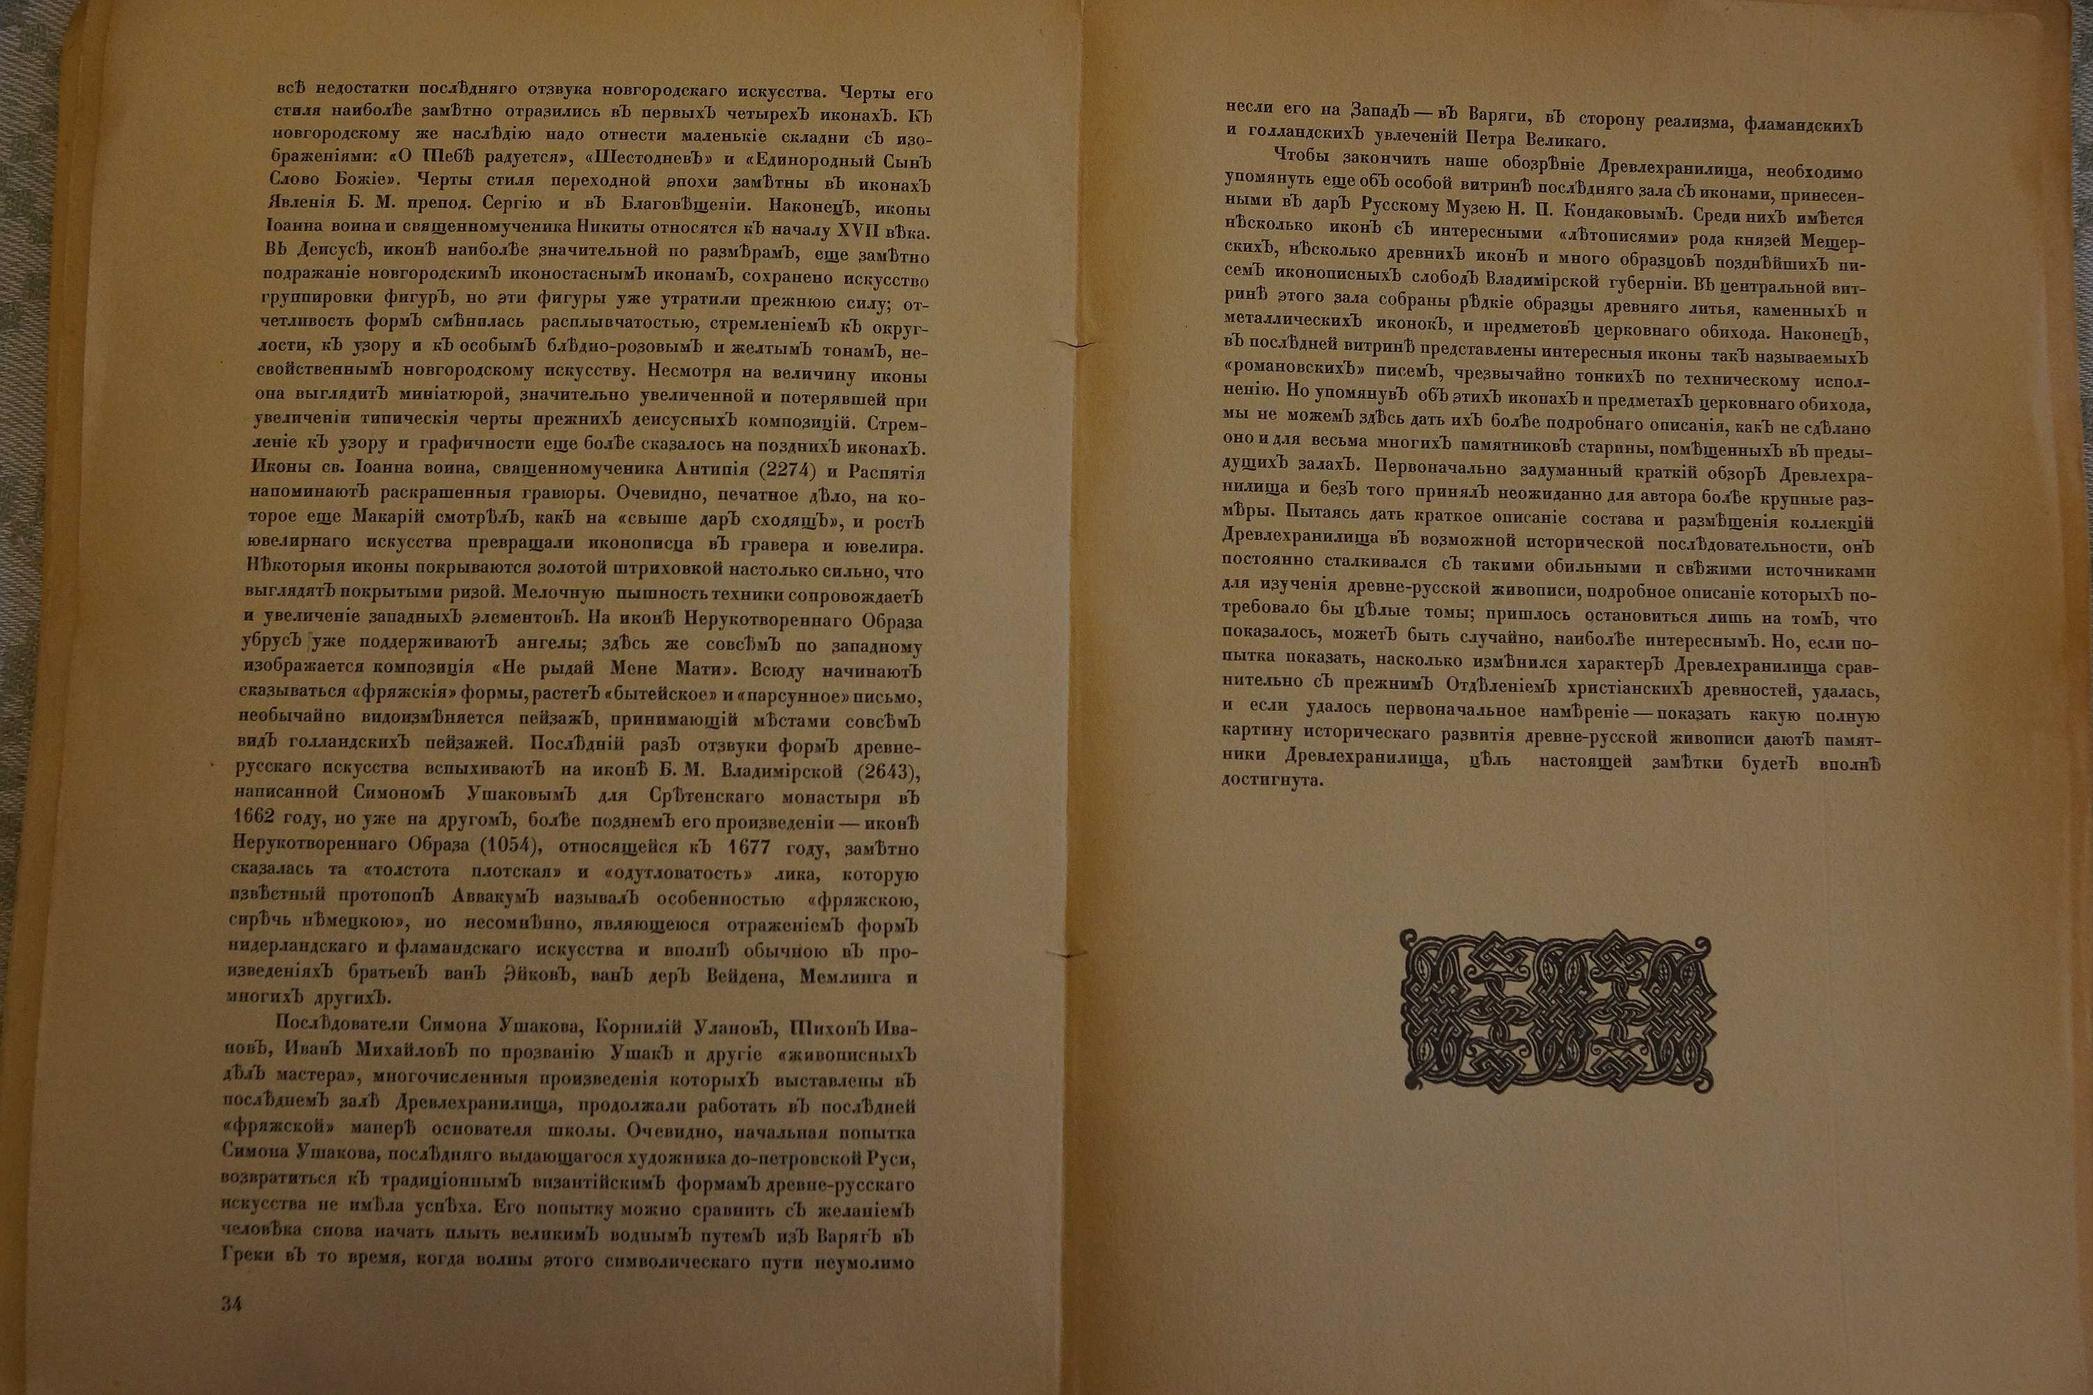 всѣ недостатки послѣдняго отзвука новгородскаго искусства. Черты его
стиля наиболѣе замѣтно отразились въ первыхъ четырехъ иконахъ. Къ
новгородскому же наслѣдію надо отнести маленькіе складни съ изо-
браженіями: «О Тебѣ радуется», «Шестодневъ» и «Единородный Сынъ
Слово Божіе». Черты стиля переходной эпохи замѣтны въ иконахъ
Явленія Б. М. препод. Сергію и въ Благовѣщеніи. Наконецъ, иконы
Іоанна воина и священномученика Никиты относятся къ началу XVII вѣка.
Въ Деисусѣ, иконѣ наиболѣе значительной по размѣрамъ, еще замѣтно
подражаніе новгородскимъ иконостаснымъ иконамъ, сохранено искусство
группировки фигуръ, но эти фигуры уже утратили прежнюю силу; от-
четливость формъ смѣнилась расплывчатостью, стремленіемъ къ округ-
лости, къ узору и къ особымъ блѣдно-розовымъ и желтымъ тонамъ, не-
свойственнымъ новгородскому искусству. Несмотря на величину иконы
она выглядитъ миніатюрой, значительно увеличенной и потерявшей при
увеличеніи типическія черты прежнихъ деисусныхъ композицій. Стрем-
леніе къ узору и графичности еще болѣе сказалось на позднихъ иконахъ.
Иконы св. Іоанна воина, священномученика Антипія (2274) и Распятія
напоминаютъ раскрашенныя гравюры. Очевидно, печатное дѣло, на ко-
торое еще Макарій смотрѣлъ, какъ на «свыше даръ сходящъ», и ростъ
ювелирнаго искусства превращали иконописца въ гравера и ювелира.
Нѣкоторыя иконы покрываются золотой штриховкой настолько сильно, что
выглядятъ покрытыми ризой. Мелочную пышность техники сопровождаетъ
и увеличеніе западныхъ элементовъ. На иконѣ Нерукотвореннаго Образа
убрусъ уже поддерживаютъ ангелы; здѣсь же совсѣмъ по западному
изображается композиція «Не рыдай Мене Мати». Всюду начинаютъ
сказываться «фряжскія» формы, растетъ «бытейское» и «парсунное» письмо,
необычайно видоизмѣняется пейзажъ, принимающій мѣстами совсѣмъ
видъ голландскихъ пейзажей. Послѣдній разъ отзвуки формъ древне-
русскаго искусства вспыхиваютъ на иконѣ Б. М. Владимірской (2643),
написанной Симономъ Ушаковымъ для Срѣтенскаго монастыря въ
1662 году, но уже на другомъ, болѣе позднемъ его произведеніи — иконѣ
Нерукотвореннаго Образа (1054), относящейся къ 1677 году, замѣтно
сказалась та «толстота плотская» и «одутловатость» лика, которую
извѣстный протопопъ Аввакумъ называлъ особенностью «фряжскою,
сирѣчь нѣмецкою», но несомнѣнно, являющеюся отраженіемъ формъ
нидерландскаго и фламандскаго искусства и вполнѣ обычною въ про-
изведеніяхъ братьевъ ванъ Эйковъ, ванъ деръ Вейдена, Мемлинга и
многихъ другихъ.
Послѣдователи Симона Ушакова, Корнилій Улановъ, Тихонъ Ива-
новъ, Иванъ Михайловъ по прозванію Ушакъ и другіе «живописныхъ
дѣлъ мастера», многочисленныя произведенія которыхъ выставлены въ
послѣднемъ залѣ Древлехранилища, продолжали работать въ послѣдней
«фряжской» манерѣ основателя школы. Очевидно, начальная попытка
Симона Ушакова, послѣдняго выдающагося художника до-петровской Руси,
возвратиться къ традиціоннымъ византійскимъ формамъ древне-русскаго
искусства не имѣла успѣха. Его попытку можно сравнить съ желаніемъ
человѣка снова начать плыть великимъ воднымъ путемъ изъ Варягъ въ
Греки въ то время, когда волны этого символическаго пути неумолимо
34
несли его на Западъ — въ Варяги, въ сторону реализма, фламандскихъ
и голландскихъ увлеченій Петра Великаго.
Чтобы закончить наше обозрѣніе Древлехранилища, необходимо
упомянуть еще объ особой витринѣ послѣдняго зала съ иконами, принесен-
ными въ даръ Русскому Музею Н. П. Кондаковымъ. Среди нихъ имѣется
нѣсколько иконъ съ интересными «лѣтописями» рода князей Мещер-
скихъ, нѣсколько древнихъ иконъ и много образцовъ позднѣйшихъ пи-
семъ иконописныхъ слободъ Владимірской губерніи. Въ центральной вит-
ринѣ этого зала собраны рѣдкіе образцы древняго литья, каменныхъ и
металлическихъ иконокъ, и предметовъ церковнаго обихода. Наконецъ,
въ послѣдней витринѣ представлены интересныя иконы такъ называемыхъ
«романовскихъ» писемъ, чрезвычайно тонкихъ по техническому испол-
ненію. Но упомянувъ объ этихъ иконахъ и предметахъ церковнаго обихода,
мы не можемъ здѣсь дать ихъ болѣе подробнаго описанія, какъ не сдѣлано
оно и для весьма многихъ памятниковъ старины, помѣщенныхъ въ преды-
дущихъ залахъ. Первоначально задуманный краткій обзоръ Древлехра-
нилища и безъ того принялъ неожиданно для автора болѣе крупные раз-
мѣры. Пытаясь дать краткое описаніе состава и размѣщенія коллекцій
Древлехранилища въ возможной исторической послѣдовательности, онъ
постоянно сталкивался съ такими обильными и свѣжими источниками
для изученія древне-русской живописи, подробное описаніе которыхъ по-
требовало бы цѣлые томы; пришлось остановиться лишь на томъ, что
показалось, можетъ быть случайно, наиболѣе интереснымъ. Но, если по-
пытка показать, насколько измѣнился характеръ Древлехранилища срав-
нительно съ прежнимъ Отдѣленіемъ христіанскихъ древностей, удалась,
и если удалось первоначальное намѣреніе — показать какую полную
картину историческаго развитія древне-русской живописи даютъ памят-
ники Древлехранилища, цѣль настоящей замѣтки будетъ вполнѣ
достигнута.